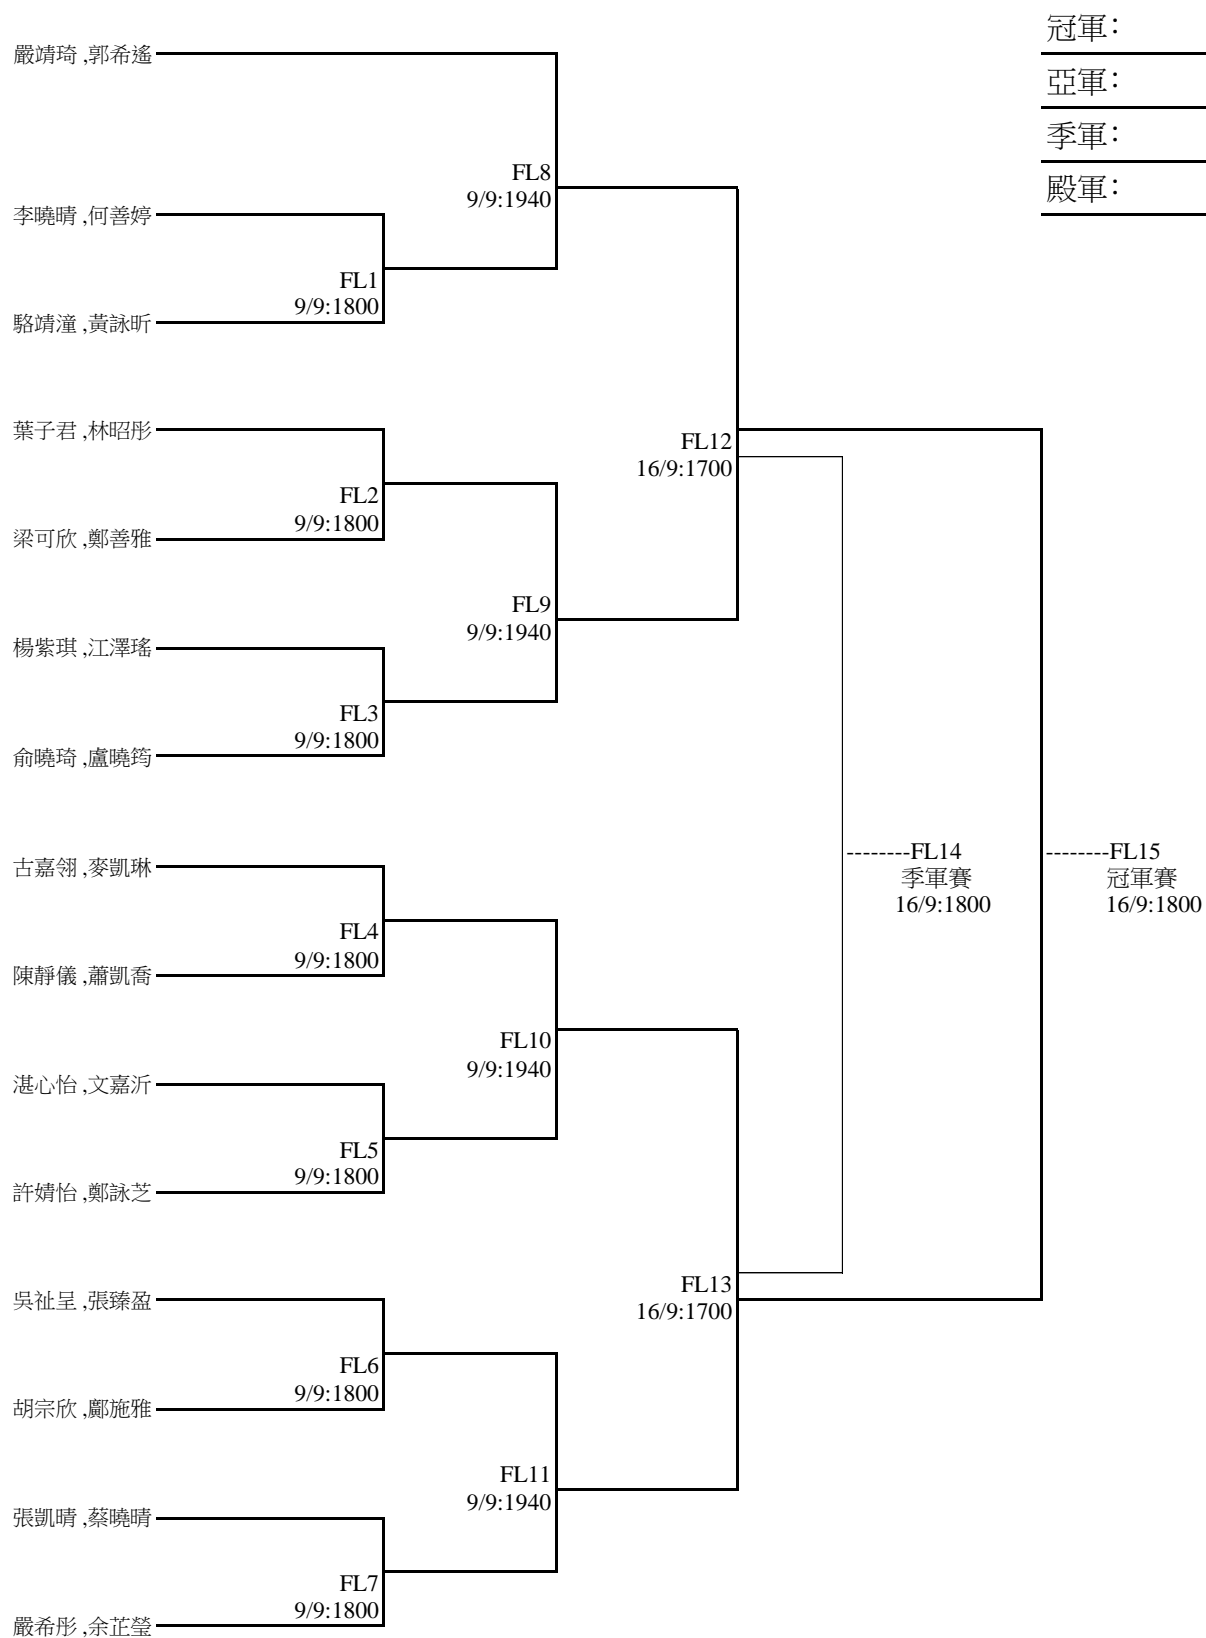 冠軍：
亞軍：
季軍：
殿軍：
嚴靖琦 ,郭希遙
FL8
9/9:1940
李曉晴 ,何善婷
FL1
9/9:1800
駱靖潼 ,黃詠昕
葉子君 ,林昭彤
FL12
16/9:1700
FL2
9/9:1800
梁可欣 ,鄭善雅
FL9
9/9:1940
楊紫琪 ,江澤瑤
FL3
9/9:1800
俞曉琦 ,盧曉筠
古嘉翎 ,麥凱琳
--------FL14
季軍賽
16/9:1800
--------FL15
冠軍賽
16/9:1800
FL4
9/9:1800
陳靜儀 ,蕭凱喬
FL10
9/9:1940
湛心怡 ,文嘉沂
FL5
9/9:1800
許婧怡 ,鄭詠芝
吳祉呈 ,張臻盈
FL13
16/9:1700
FL6
9/9:1800
胡宗欣 ,鄺施雅
FL11
9/9:1940
張凱晴 ,蔡曉晴
FL7
9/9:1800
嚴希彤 ,余芷瑩